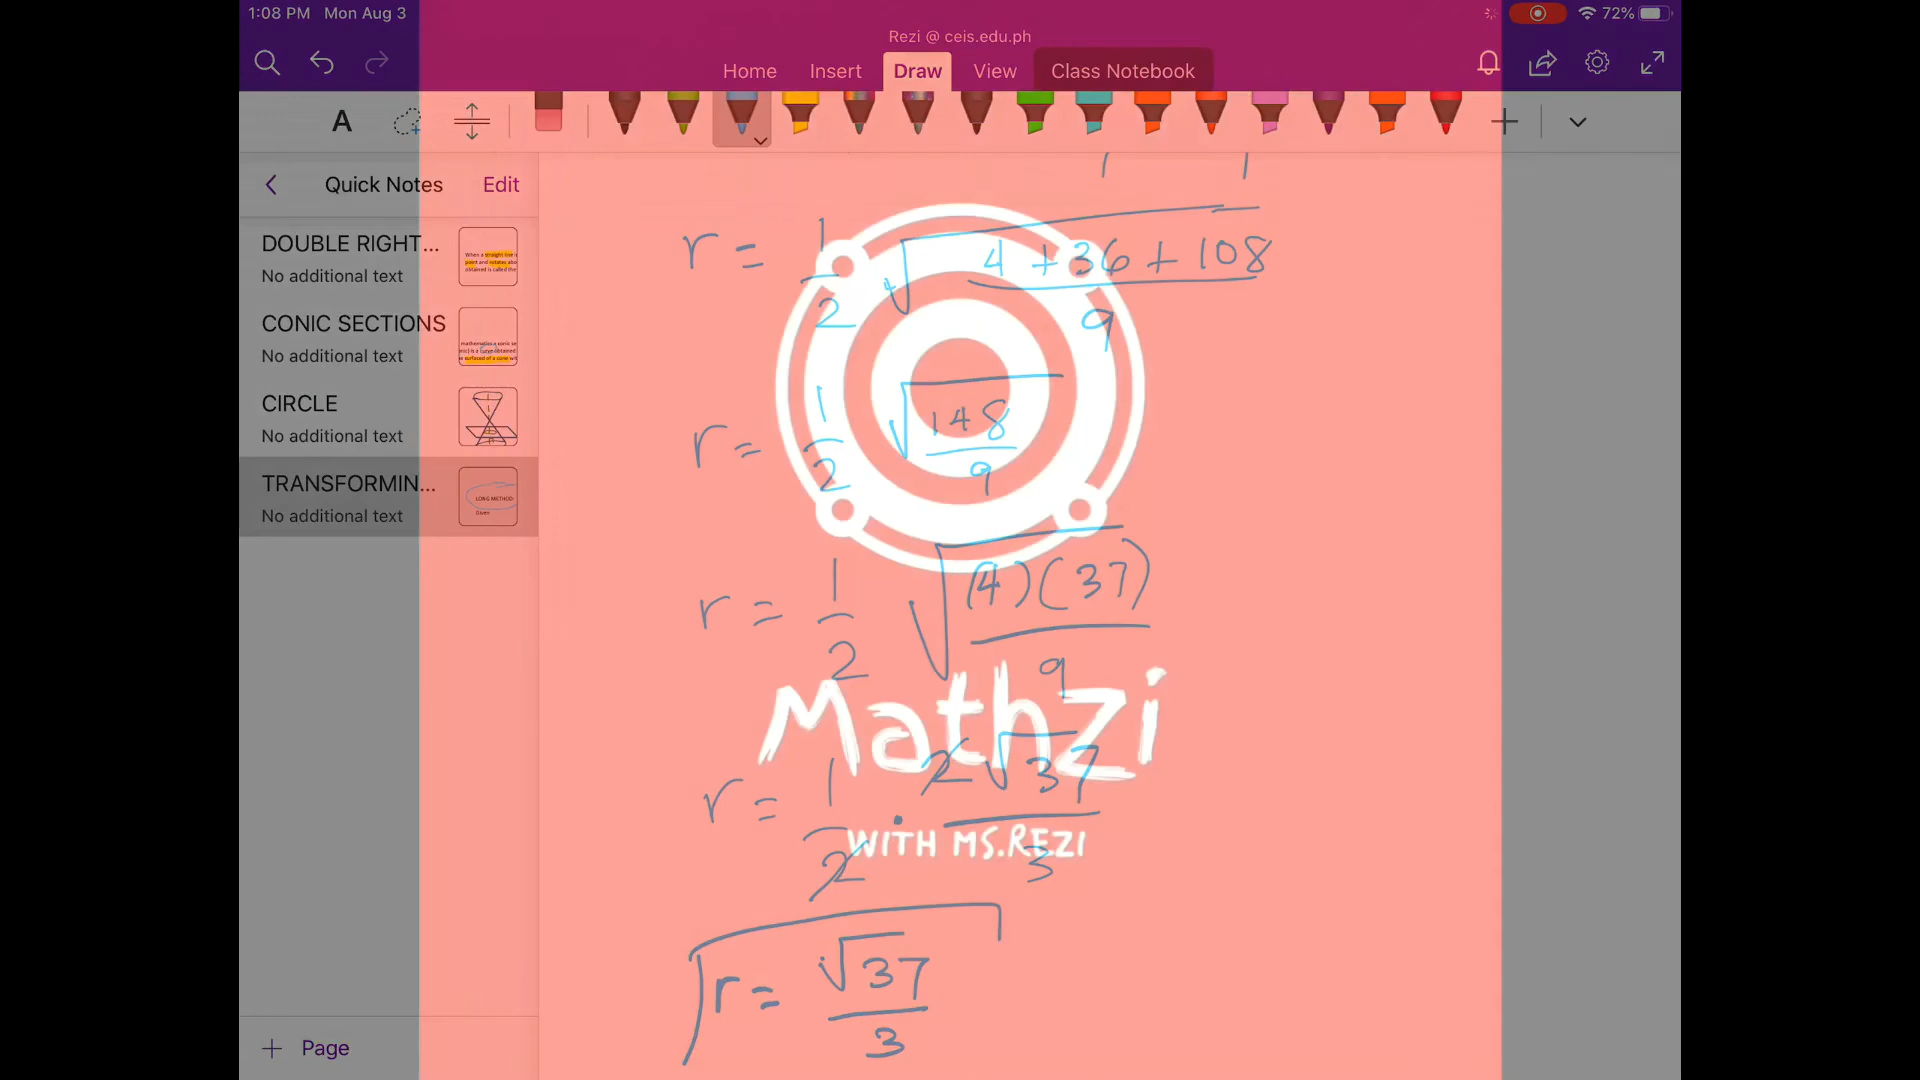 1:08 PM Mon Aug 3
72%
Rezi @ ceis.edu.ph
Home Insert Draw View Class Notebook
A
Quick Notes Edit
DOUBLE RIGHT...
No additional text
CONIC SECTIONS
No additional text
CIRCLE
No additional text
TRANSFORMIN...
No additional text
LONG METHOD:
Given
+ Page
r = 1/2 √(4 + 36 + 108)/9
r = 1/2 √148/9
r = 1/2 √(4)(37)/9
r = 1/2 · 2√37/3
r = √37/3
MathZi
WITH MS.REZI